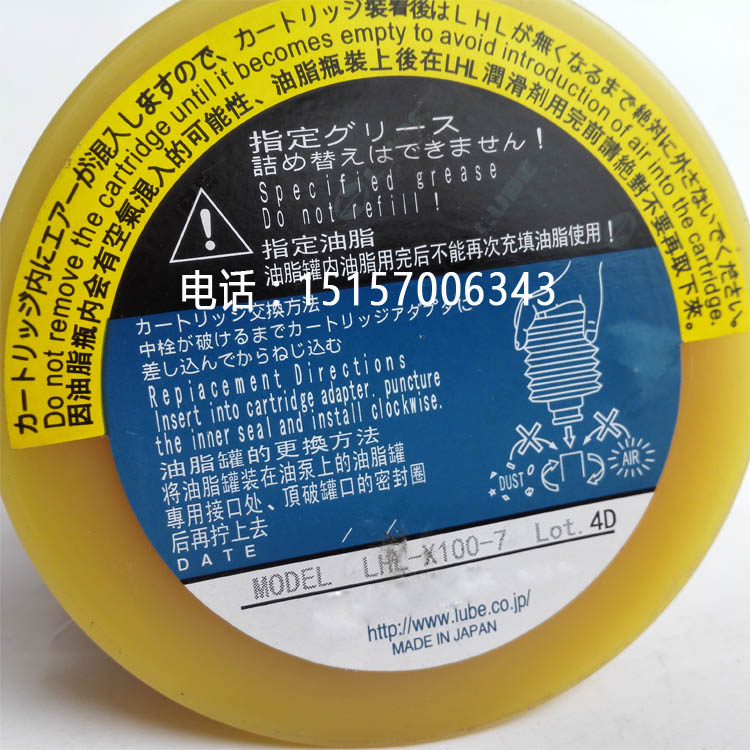 カートリッジ内にエアーが混入しますので、カートリッジ装着後はLHLが無くなるまで絶対に外さないでください。
Do not remove the cartridge until it becomes empty to avoid introduction of air into the cartridge.
因油脂瓶内会有空氣混入的可能性、油脂瓶裝上後在LHL潤滑剤用完前請絶對不要再取下來。
指定グリース
詰め替えはできません!
Specified grease
Do not refill!
指定油脂
油脂罐内油脂用完后不能再次充填油脂使用!
电话:15157006343
カートリッジ交換方法
中栓が破けるまでカートリッジアダプタに
差し込んでからねじ込む
Repiacement Directions
Insert into cartridge adapter, puncture
the inner seal and install clockwise.
油脂罐的更換方法
将油脂罐装在油泵上的油脂罐
專用接口处、頂破罐口的密封圈
后再拧上去
DUST
AIR
DATE / /
MODEL LHL-X100-7 Lot. 4D
http://www.lube.co.jp/
MADE IN JAPAN